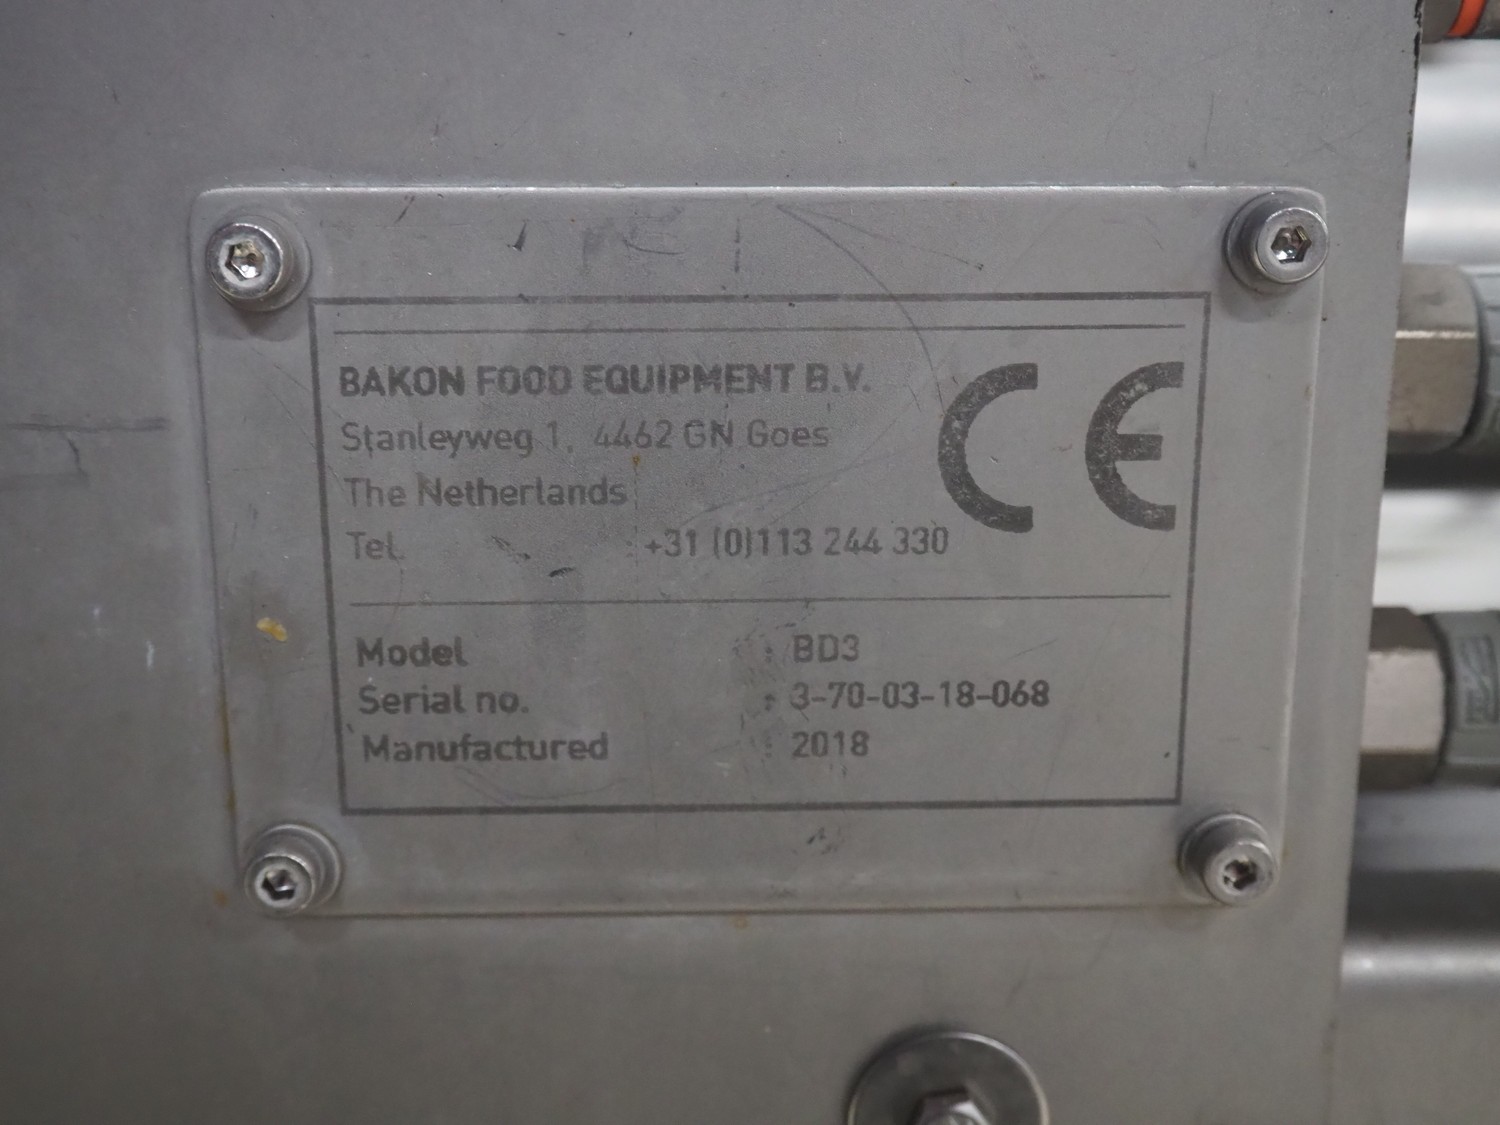 BAKON FOOD EQUIPMENT B.V.
Stanleyweg 1, 4462 GN Goes
The Netherlands
Tel. : +31 (0)113 244 330
CE
Model : BD3
Serial no. : 3-70-03-18-068
Manufactured : 2018